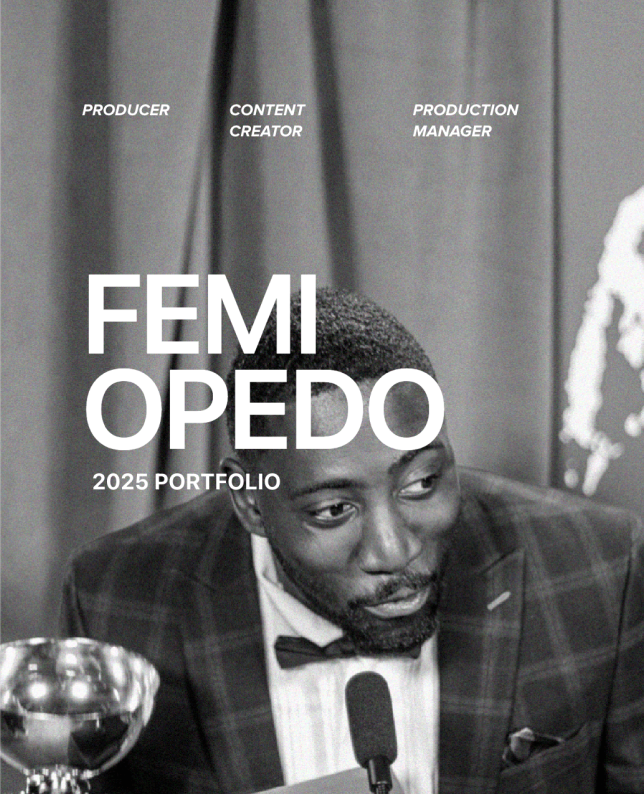 PRODUCER
CONTENT
CREATOR
PRODUCTION
MANAGER
FEMI
OPEDO
2025 PORTFOLIO